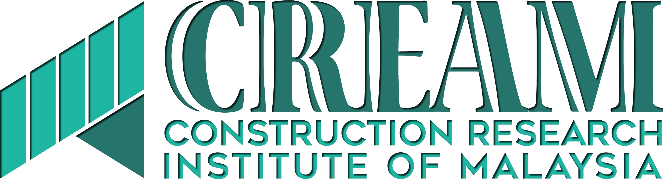 CREAM
CONSTRUCTION RESEARCH
INSTITUTE OF MALAYSIA